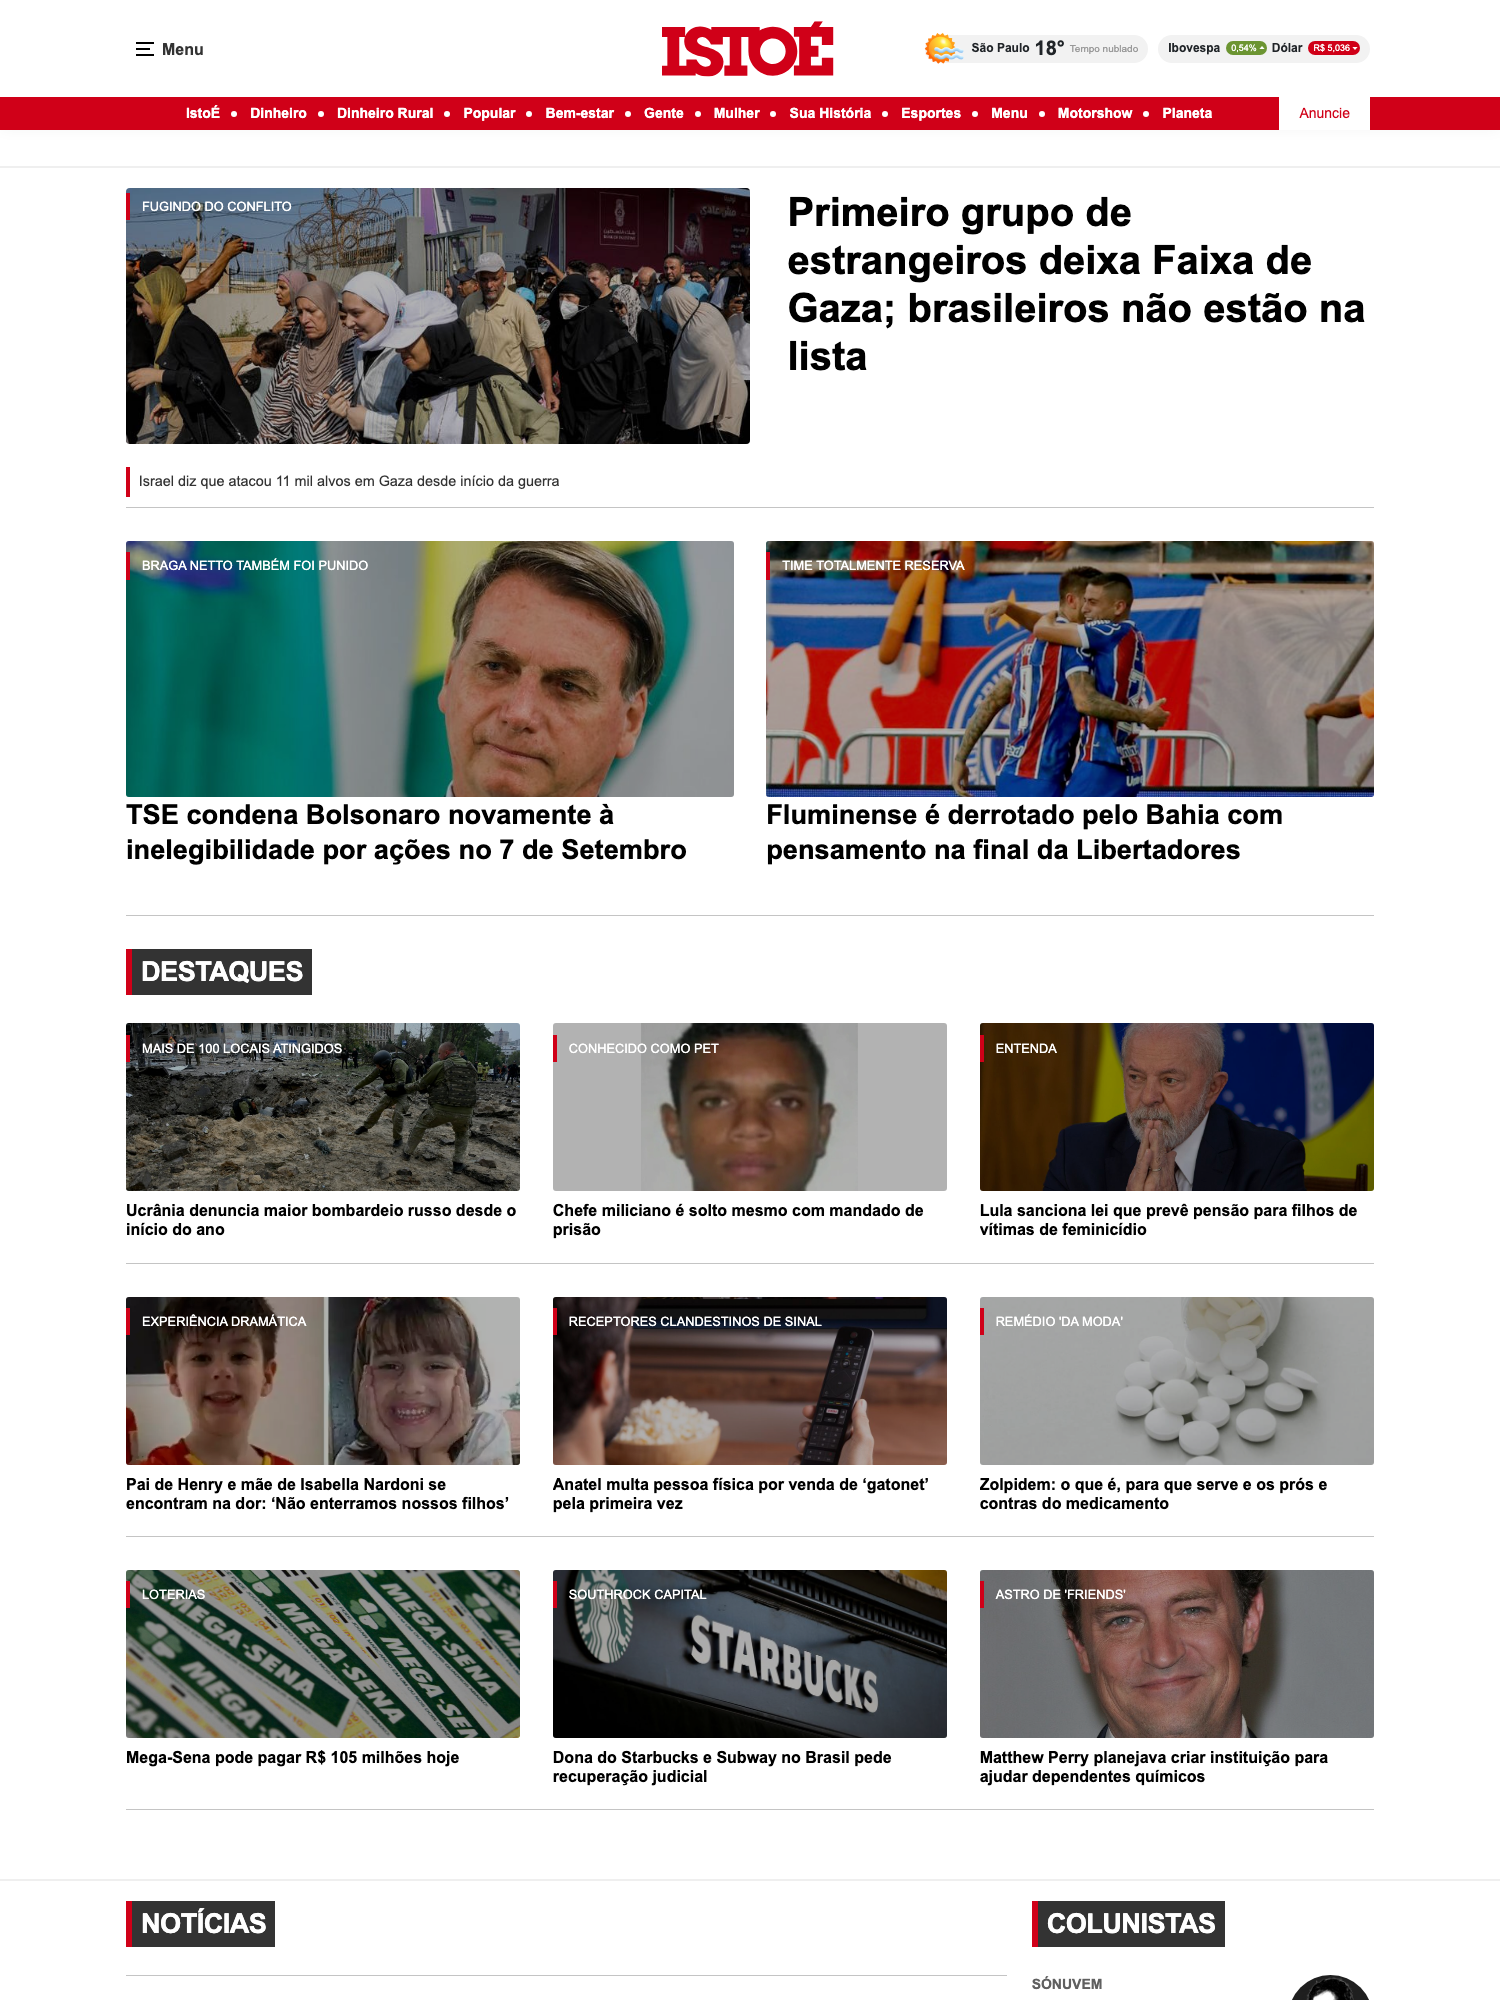 Menu
ISTOÉ
São Paulo 18° Tempo nublado
Ibovespa 0,54% Dólar R$ 5,036
IstoÉ • Dinheiro • Dinheiro Rural • Popular • Bem-estar • Gente • Mulher • Sua História • Esportes • Menu • Motorshow • Planeta
Anuncie
FUGINDO DO CONFLITO
Primeiro grupo de
estrangeiros deixa Faixa de
Gaza; brasileiros não estão na
lista
Israel diz que atacou 11 mil alvos em Gaza desde início da guerra
BRAGA NETTO TAMBÉM FOI PUNIDO
TSE condena Bolsonaro novamente à
inelegibilidade por ações no 7 de Setembro
TIME TOTALMENTE RESERVA
Fluminense é derrotado pelo Bahia com
pensamento na final da Libertadores
DESTAQUES
MAIS DE 100 LOCAIS ATINGIDOS
Ucrânia denuncia maior bombardeio russo desde o
início do ano
CONHECIDO COMO PET
Chefe miliciano é solto mesmo com mandado de
prisão
ENTENDA
Lula sanciona lei que prevê pensão para filhos de
vítimas de feminicídio
EXPERIÊNCIA DRAMÁTICA
Pai de Henry e mãe de Isabella Nardoni se
encontram na dor: ‘Não enterramos nossos filhos’
RECEPTORES CLANDESTINOS DE SINAL
Anatel multa pessoa física por venda de ‘gatonet’
pela primeira vez
REMÉDIO 'DA MODA'
Zolpidem: o que é, para que serve e os prós e
contras do medicamento
LOTERIAS
MEGA-SENA
MEGA-SENA
MEGA-SENA
Mega-Sena pode pagar R$ 105 milhões hoje
SOUTHROCK CAPITAL
STARBUCKS
Dona do Starbucks e Subway no Brasil pede
recuperação judicial
ASTRO DE 'FRIENDS'
Matthew Perry planejava criar instituição para
ajudar dependentes químicos
NOTÍCIAS
COLUNISTAS
SÓNUVEM